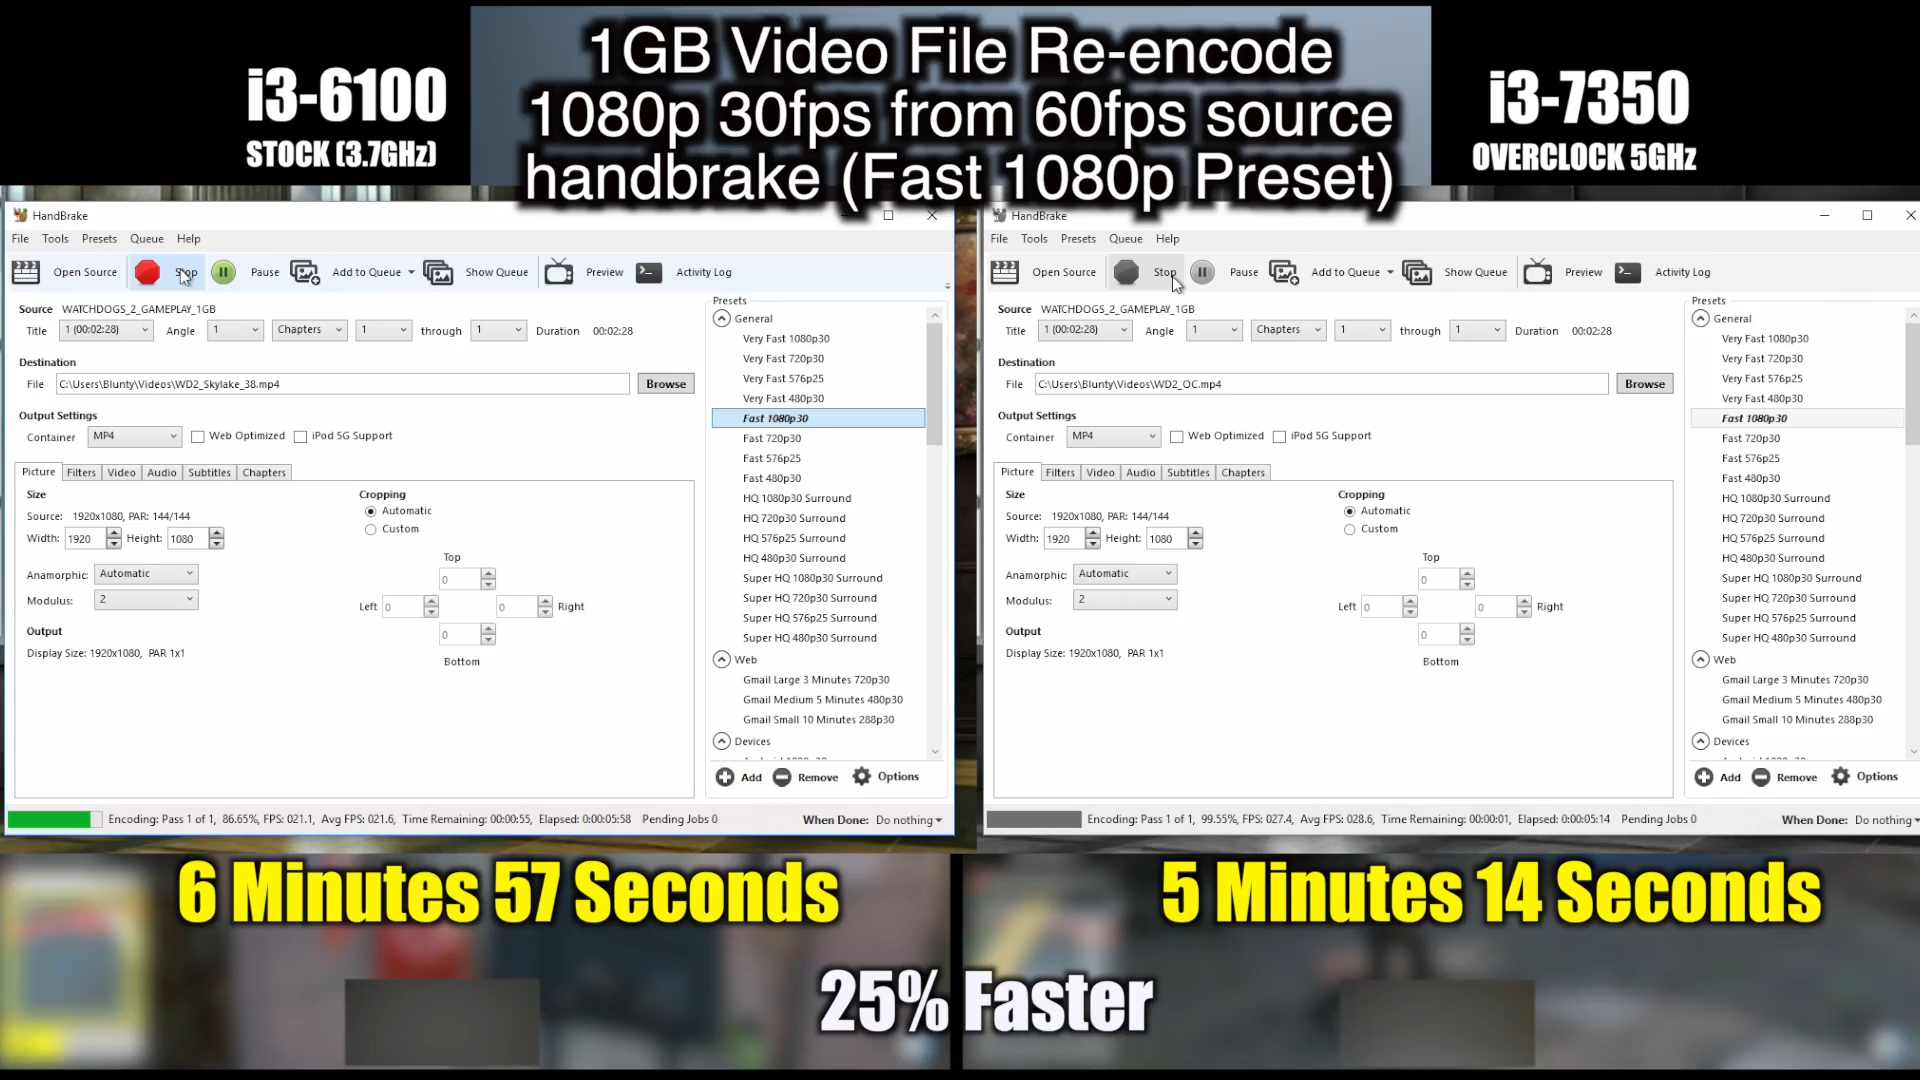 1GB Video File Re-encode
1080p 30fps from 60fps source
handbrake (Fast 1080p Preset)
i3-6100
STOCK (3.7GHz)
i3-7350
OVERCLOCK 5GHz
HandBrake
File Tools Presets Queue Help
Open Source Stop Pause Add to Queue Show Queue Preview Activity Log
Source WATCHDOGS_2_GAMEPLAY_1GB
Title 1 (00:02:28) Angle 1 Chapters 1 through 1 Duration 00:02:28
Destination
File C:\Users\Blunty\Videos\WD2_Skylake_38.mp4 Browse
Output Settings
Container MP4 Web Optimized iPod 5G Support
Picture Filters Video Audio Subtitles Chapters
Size
Source: 1920x1080, PAR: 144/144
Width: 1920 Height: 1080
Anamorphic: Automatic
Modulus: 2
Output
Display Size: 1920x1080, PAR 1x1
Cropping
Automatic
Custom
Top
0
Left 0 0 Right
0
Bottom
Presets
General
Very Fast 1080p30
Very Fast 720p30
Very Fast 576p25
Very Fast 480p30
Fast 1080p30
Fast 720p30
Fast 576p25
Fast 480p30
HQ 1080p30 Surround
HQ 720p30 Surround
HQ 576p25 Surround
HQ 480p30 Surround
Super HQ 1080p30 Surround
Super HQ 720p30 Surround
Super HQ 576p25 Surround
Super HQ 480p30 Surround
Web
Gmail Large 3 Minutes 720p30
Gmail Medium 5 Minutes 480p30
Gmail Small 10 Minutes 288p30
Devices
Add Remove Options
Encoding: Pass 1 of 1, 86.65%, FPS: 021.1, Avg FPS: 021.6, Time Remaining: 00:00:55, Elapsed: 0:00:05:58 Pending Jobs 0 When Done: Do nothing
HandBrake
File Tools Presets Queue Help
Open Source Stop Pause Add to Queue Show Queue Preview Activity Log
Source WATCHDOGS_2_GAMEPLAY_1GB
Title 1 (00:02:28) Angle 1 Chapters 1 through 1 Duration 00:02:28
Destination
File C:\Users\Blunty\Videos\WD2_OC.mp4 Browse
Output Settings
Container MP4 Web Optimized iPod 5G Support
Picture Filters Video Audio Subtitles Chapters
Size
Source: 1920x1080, PAR: 144/144
Width: 1920 Height: 1080
Anamorphic: Automatic
Modulus: 2
Output
Display Size: 1920x1080, PAR 1x1
Cropping
Automatic
Custom
Top
0
Left 0 0 Right
0
Bottom
Presets
General
Very Fast 1080p30
Very Fast 720p30
Very Fast 576p25
Very Fast 480p30
Fast 1080p30
Fast 720p30
Fast 576p25
Fast 480p30
HQ 1080p30 Surround
HQ 720p30 Surround
HQ 576p25 Surround
HQ 480p30 Surround
Super HQ 1080p30 Surround
Super HQ 720p30 Surround
Super HQ 576p25 Surround
Super HQ 480p30 Surround
Web
Gmail Large 3 Minutes 720p30
Gmail Medium 5 Minutes 480p30
Gmail Small 10 Minutes 288p30
Devices
Add Remove Options
Encoding: Pass 1 of 1, 99.55%, FPS: 027.4, Avg FPS: 028.6, Time Remaining: 00:00:01, Elapsed: 0:00:05:14 Pending Jobs 0 When Done: Do nothing
6 Minutes 57 Seconds
5 Minutes 14 Seconds
25% Faster